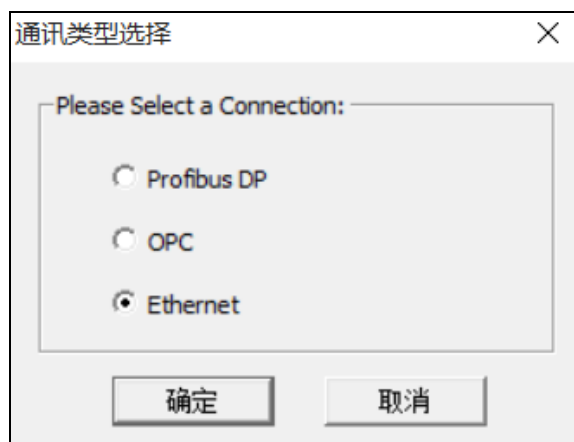 通讯类型选择
Please Select a Connection:
Profibus DP
OPC
Ethernet
确定 取消